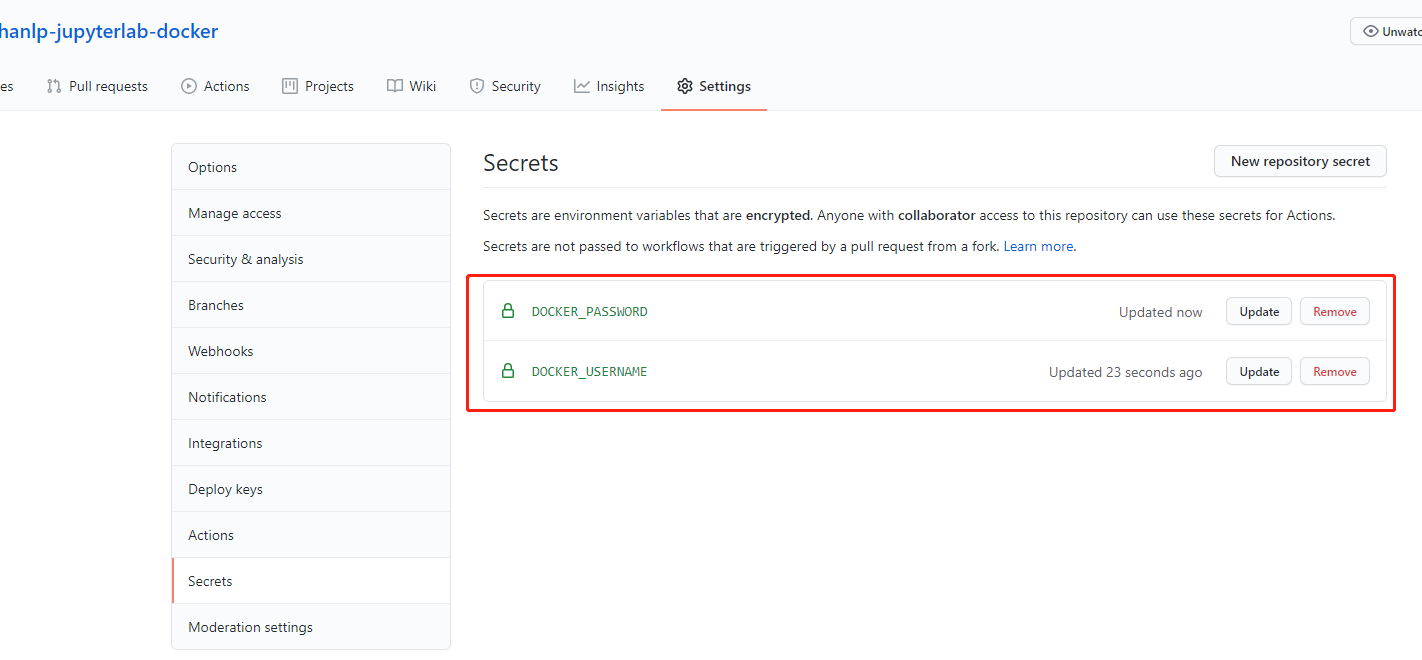 hanlp-jupyterlab-docker
Unwatc
es Pull requests Actions Projects Wiki Security Insights Settings
Options
Manage access
Security & analysis
Branches
Webhooks
Notifications
Integrations
Deploy keys
Actions
Secrets
Moderation settings
Secrets
New repository secret
Secrets are environment variables that are encrypted. Anyone with collaborator access to this repository can use these secrets for Actions.
Secrets are not passed to workflows that are triggered by a pull request from a fork. Learn more.
DOCKER_PASSWORD Updated now Update Remove
DOCKER_USERNAME Updated 23 seconds ago Update Remove